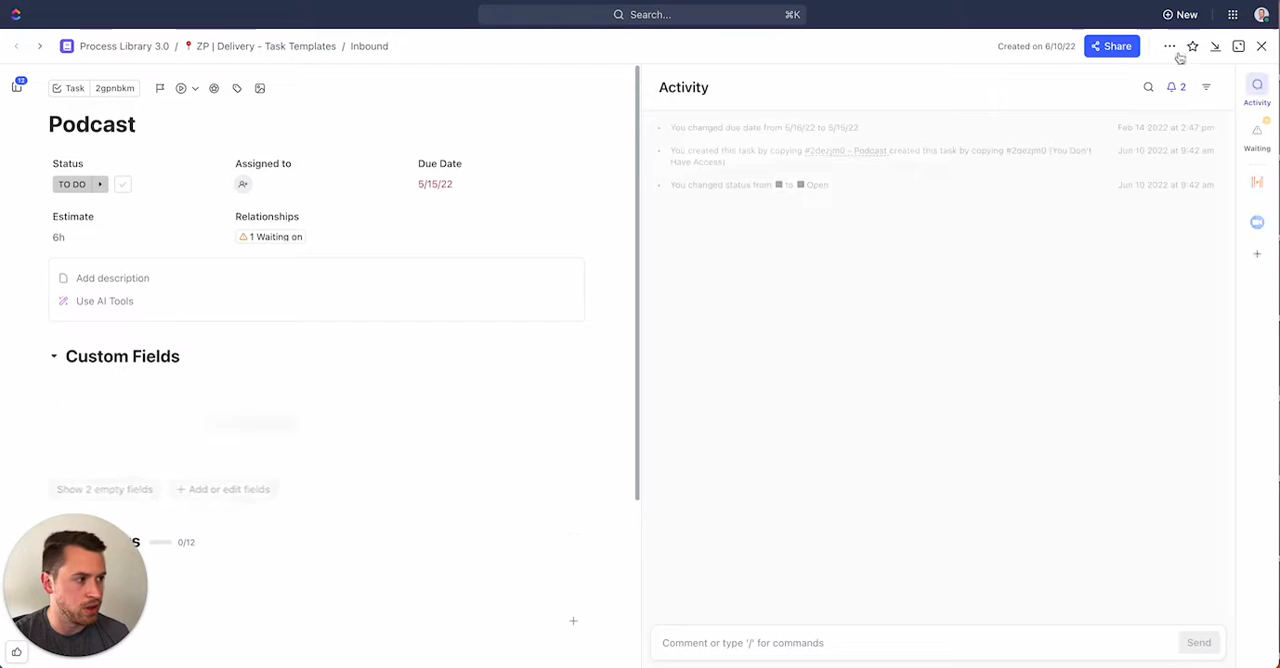 Search...
⌘K
New
Process Library 3.0 / ZP | Delivery - Task Templates / Inbound
Created on 6/10/22
Share
12
Task 2gpnbkm
Podcast
Status
Assigned to
Due Date
TO DO
5/15/22
Estimate
Relationships
6h
1 Waiting on
Add description
Use AI Tools
Custom Fields
Show 2 empty fields
+ Add or edit fields
s
0/12
Activity
2
You changed due date from 5/16/22 to 5/15/22
Feb 14 2022 at 2:47 pm
You created this task by copying #2dezjm0 - Podcast created this task by copying #2dezjm0 (You Don't
Have Access)
Jun 10 2022 at 9:42 am
You changed status from to Open
Jun 10 2022 at 9:42 am
Comment or type '/' for commands
Send
Activity
Waiting